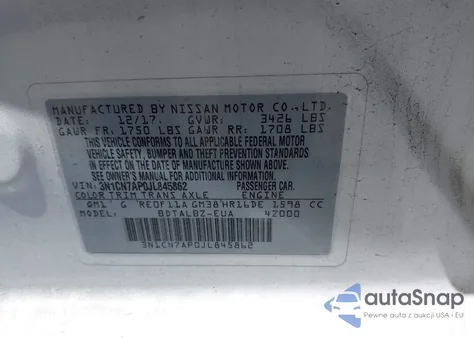 MANUFACTURED BY NISSAN MOTOR CO., LTD.
DATE: 12/17. GVWR: 3426 LBS
GAWR FR: 1750 LBS GAWR RR: 1708 LBS
THIS VEHICLE CONFORMS TO ALL APPLICABLE FEDERAL MOTOR
VEHICLE SAFETY, BUMPER AND THEFT PREVENTION STANDARDS
IN EFFECT ON THE DATE OF MANUFACTURE SHOWN ABOVE.
SEE OWNER'S MANUAL FOR ADDITIONAL INFORMATION
VIN: 3N1CN7AP0JL845862 PASSENGER CAR.
COLOR TRIM TRANS AXLE ENGINE
QM1 G RE0F11A GM38 HR16DE 1598 CC
MODEL BDTALBZ-EUA 42000
3N1CN7AP0JL845862
autoSnap
Pewne auta z aukcji USA i EU